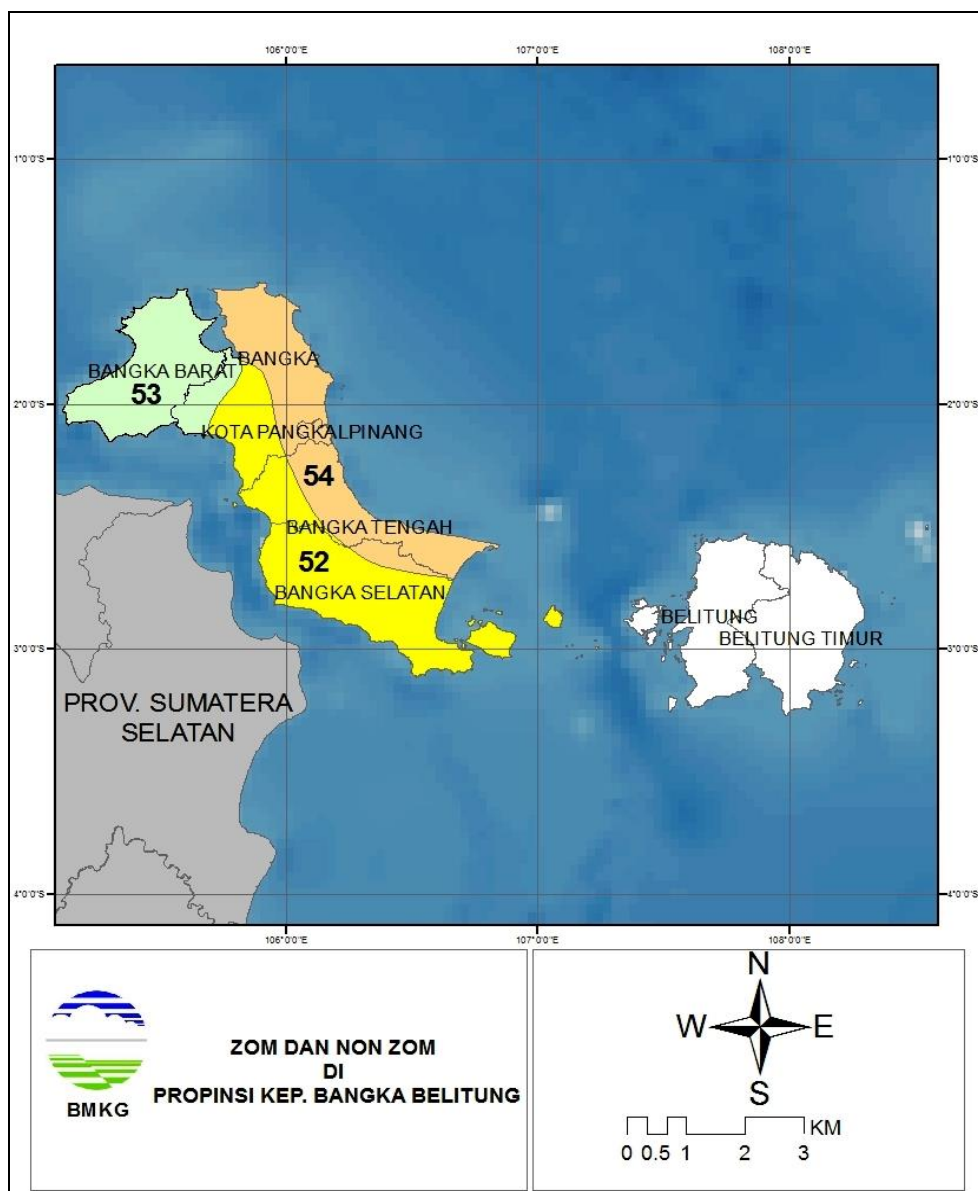 106°0'0"E 107°0'0"E 108°0'0"E
1°0'0"S 1°0'0"S
BANGKA
BANGKA BARAT
53
2°0'0"S 2°0'0"S
KOTA PANGKALPINANG
54
BANGKA TENGAH
52
BANGKA SELATAN
BELITUNG
BELITUNG TIMUR
3°0'0"S 3°0'0"S
PROV. SUMATERA
SELATAN
4°0'0"S 4°0'0"S
106°0'0"E 107°0'0"E 108°0'0"E
BMKG
ZOM DAN NON ZOM
DI
PROPINSI KEP. BANGKA BELITUNG
N
W E
S
KM
0 0.5 1 2 3